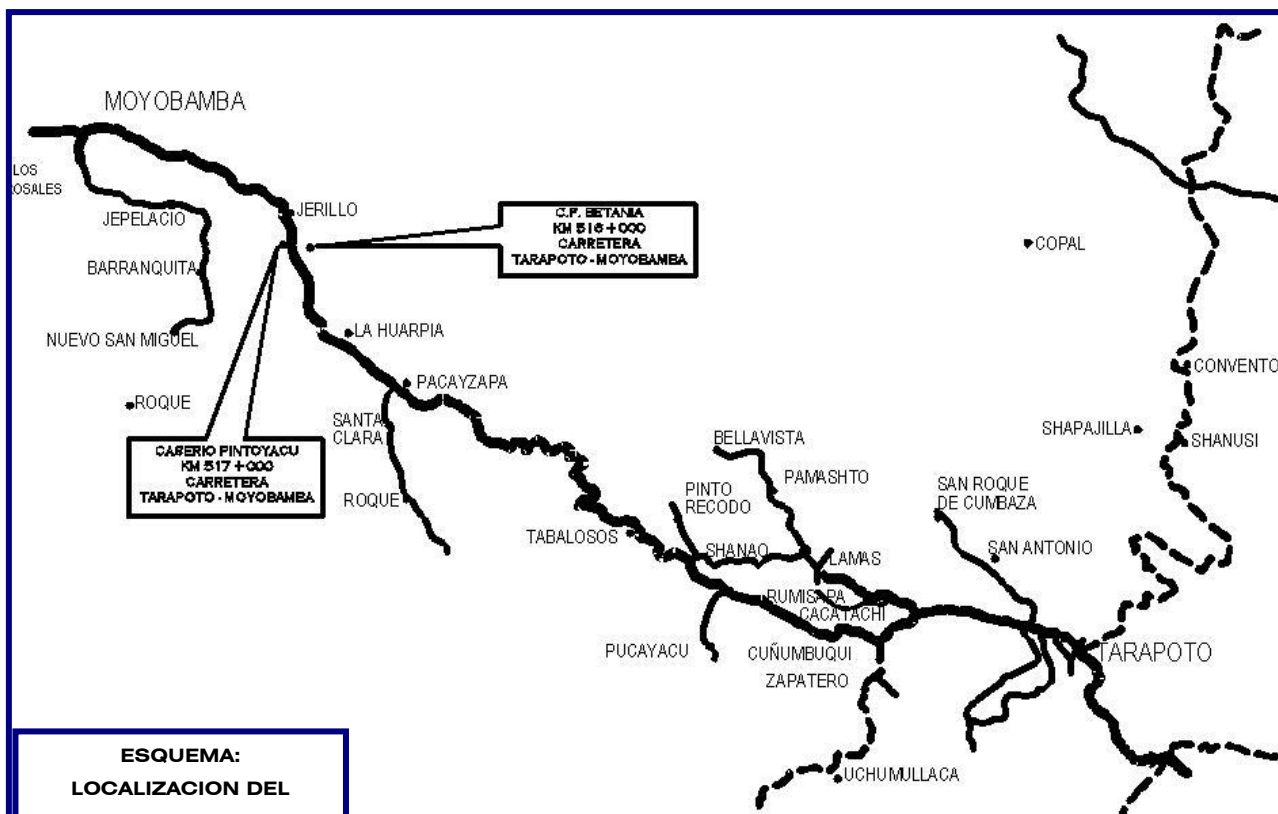 MOYOBAMBA
LOS
ROSALES
JERILLO
JEPELACIO
C.P. BETANIA
KM 516+000
CARRETERA
TARAPOTO - MOYOBAMBA
COPAL
BARRANQUITA
NUEVO SAN MIGUEL
LA HUARPIA
CONVENTO
PACAYZAPA
ROQUE
SANTA
CLARA
SHAPAJILLA
SHANUSI
BELLAVISTA
CASERIO PINTOYACU
KM 517+000
CARRETERA
TARAPOTO - MOYOBAMBA
PAMASHTO
PINTO
RECODO
SAN ROQUE
DE CUMBAZA
ROQUE
TABALOSOS
SHANAO
LAMAS
SAN ANTONIO
RUMISAPA
CACATACHI
PUCAYACU
CUÑUMBUQUI
TARAPOTO
ZAPATERO
UCHUMULLACA
ESQUEMA:
LOCALIZACION DEL